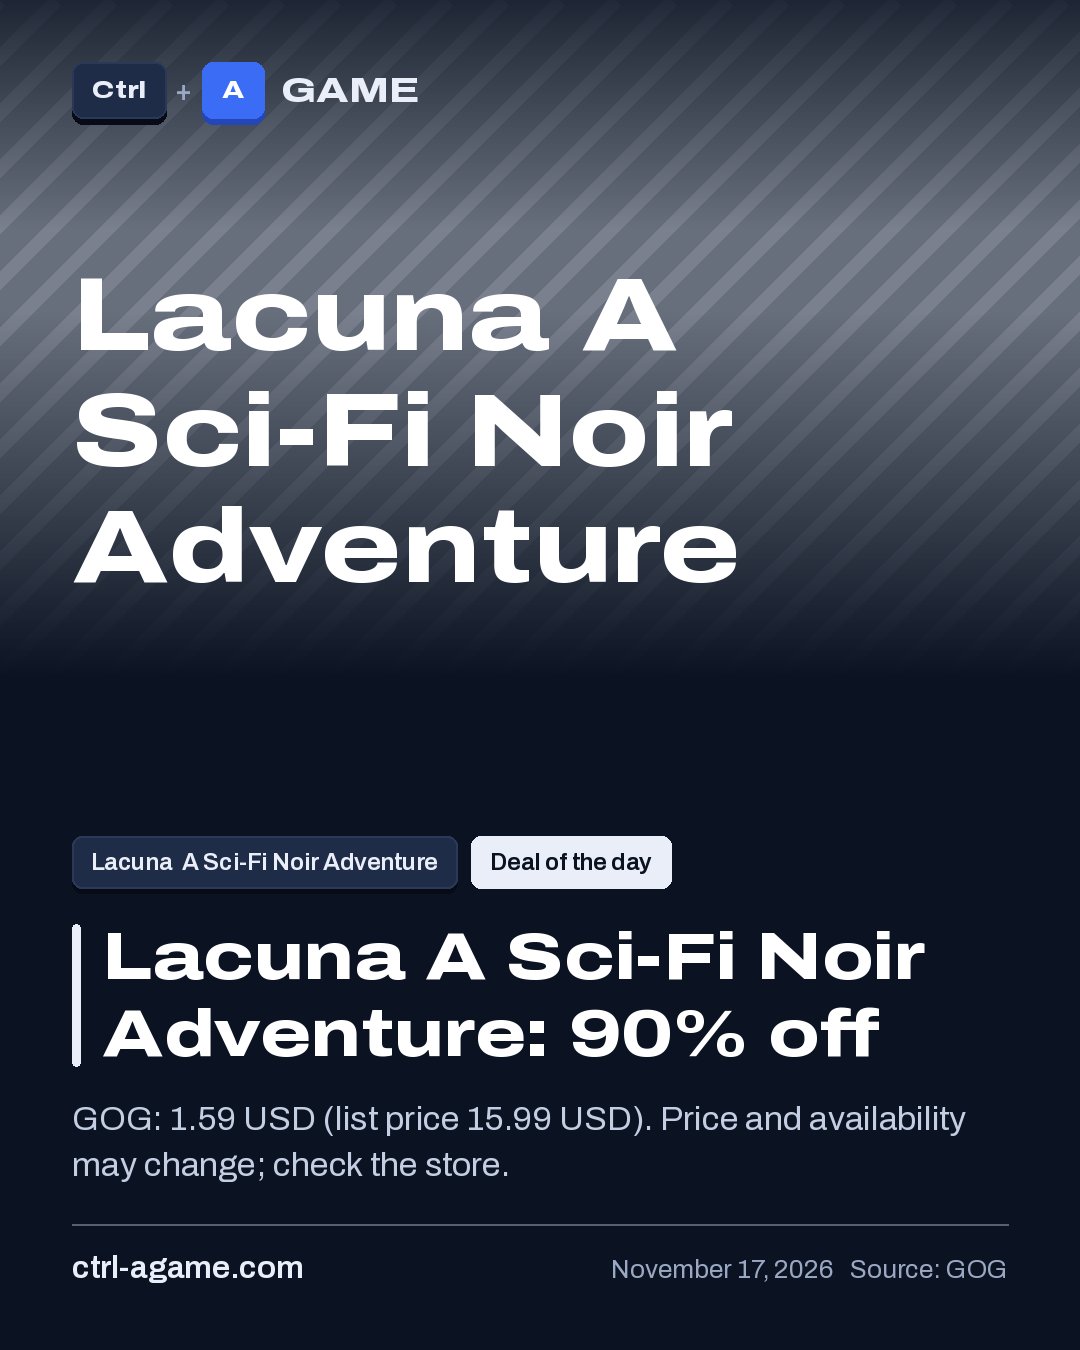 Ctrl + A GAME
Lacuna A
Sci-Fi Noir
Adventure
Lacuna A Sci-Fi Noir Adventure Deal of the day
Lacuna A Sci-Fi Noir
Adventure: 90% off
GOG: 1.59 USD (list price 15.99 USD). Price and availability
may change; check the store.
ctrl-agame.com November 17, 2026 Source: GOG